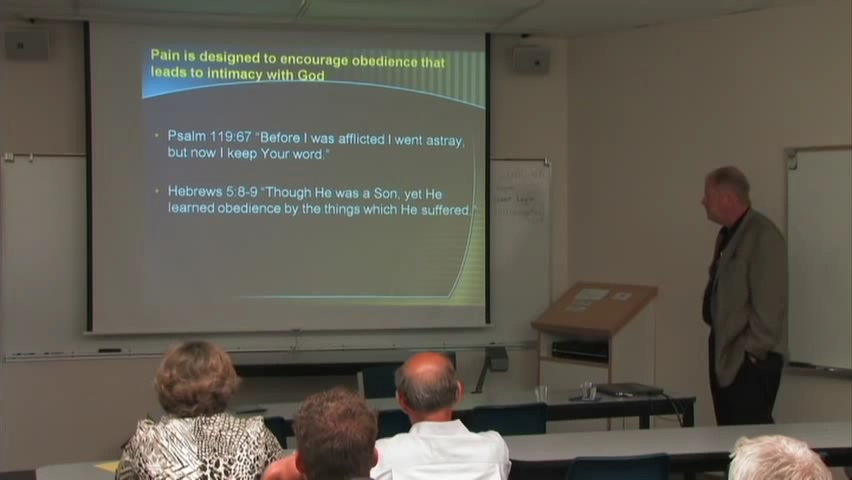 Pain is designed to encourage obedience that
leads to intimacy with God
Psalm 119:67 “Before I was afflicted I went astray,
but now I keep Your word.”
Hebrews 5:8-9 “Though He was a Son, yet He
learned obedience by the things which He suffered.”